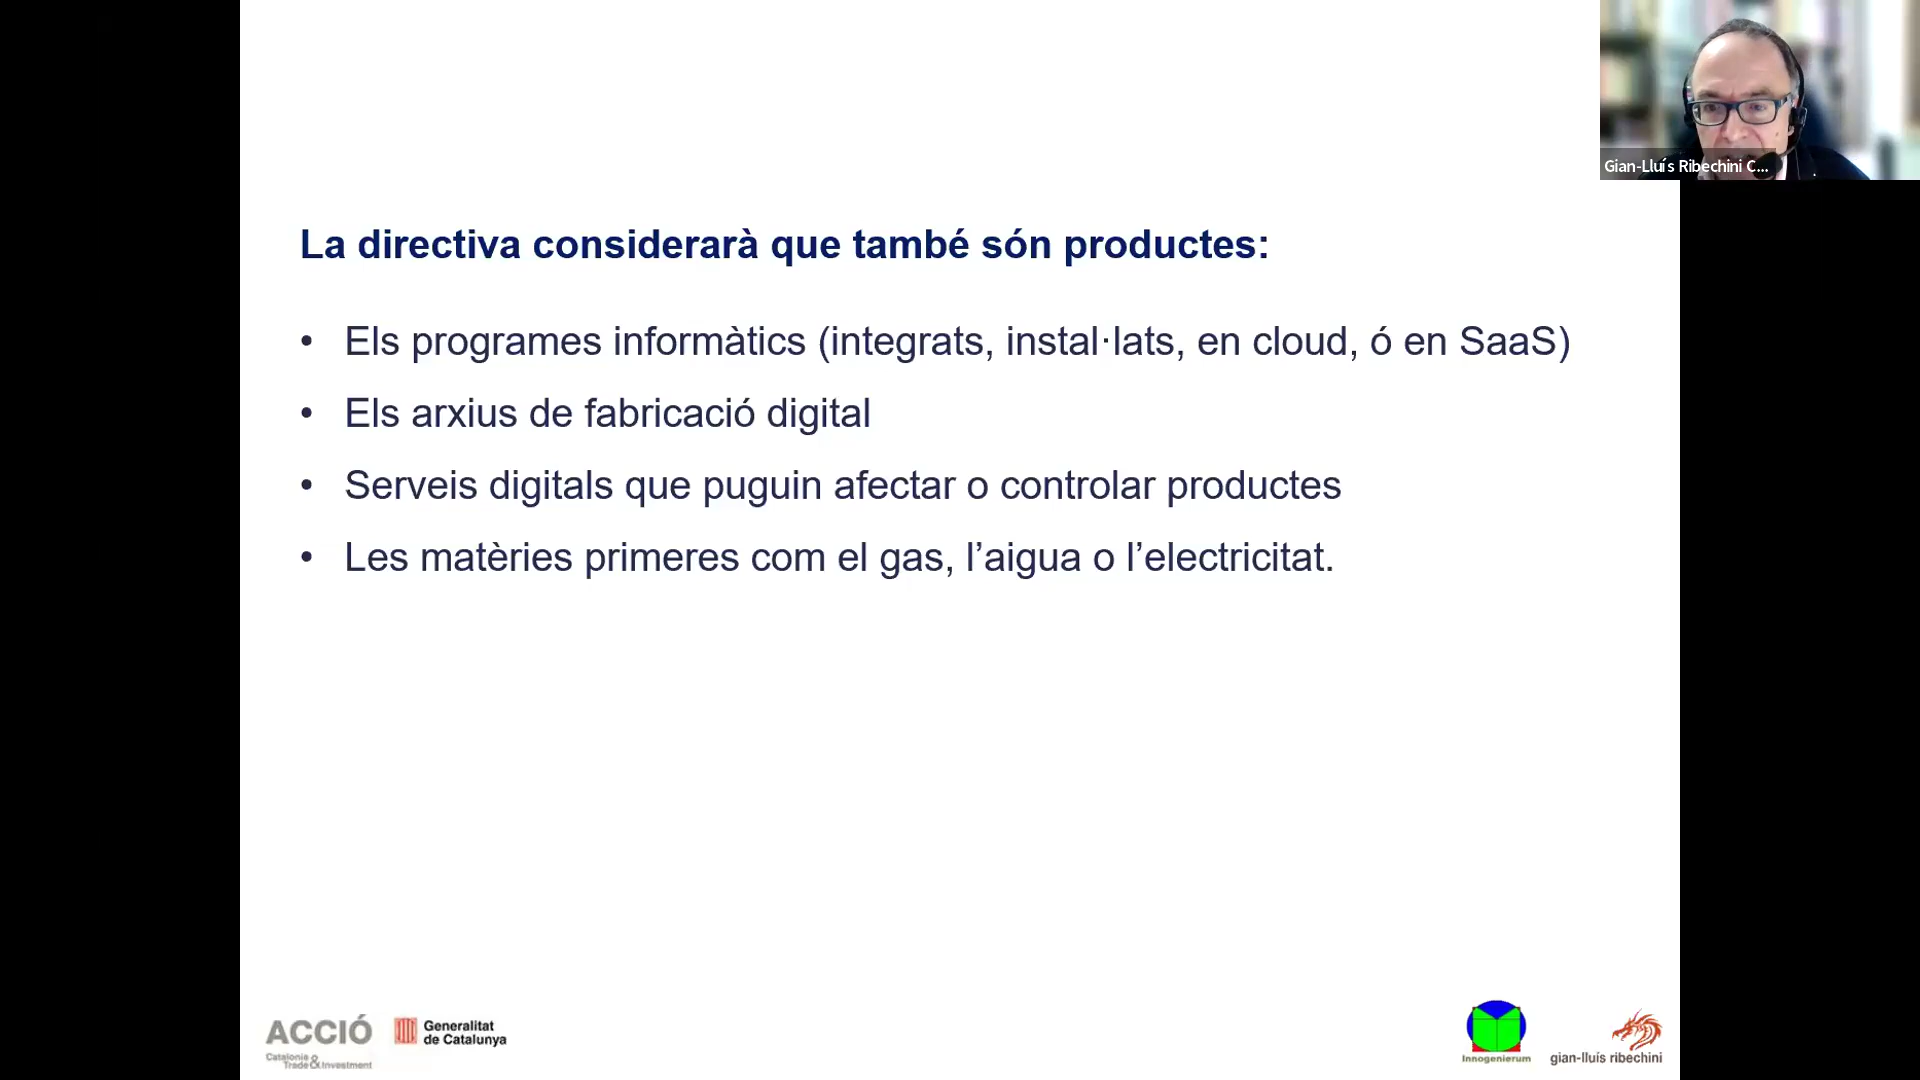 Gian-Lluís Ribechini C...
La directiva considerarà que també són productes:
• Els programes informàtics (integrats, instal·lats, en cloud, ó en SaaS)
• Els arxius de fabricació digital
• Serveis digitals que puguin afectar o controlar productes
• Les matèries primeres com el gas, l’aigua o l’electricitat.
ACCIÓ
Catalonia
Trade & Investment
Generalitat
de Catalunya
Innogenierum
gian-lluís ribechini